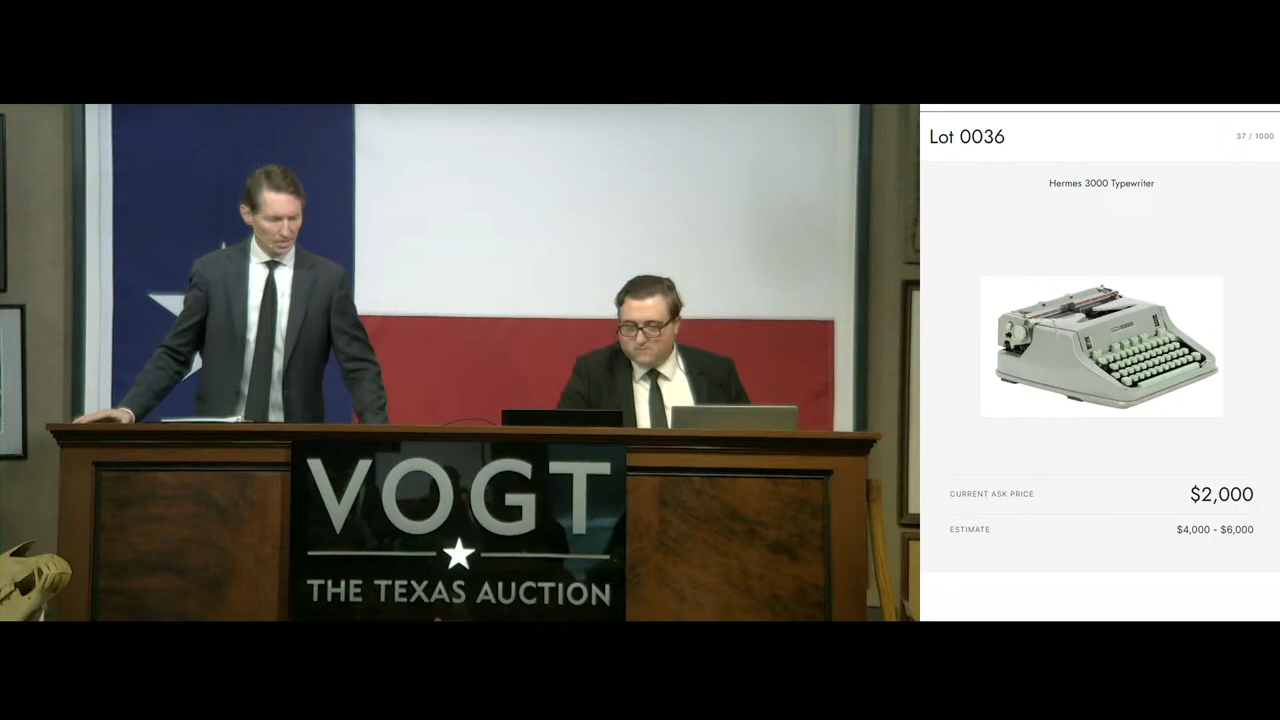 VOGT
THE TEXAS AUCTION
Lot 0036
37 / 1000
Hermes 3000 Typewriter
CURRENT ASK PRICE
$2,000
ESTIMATE
$4,000 - $6,000